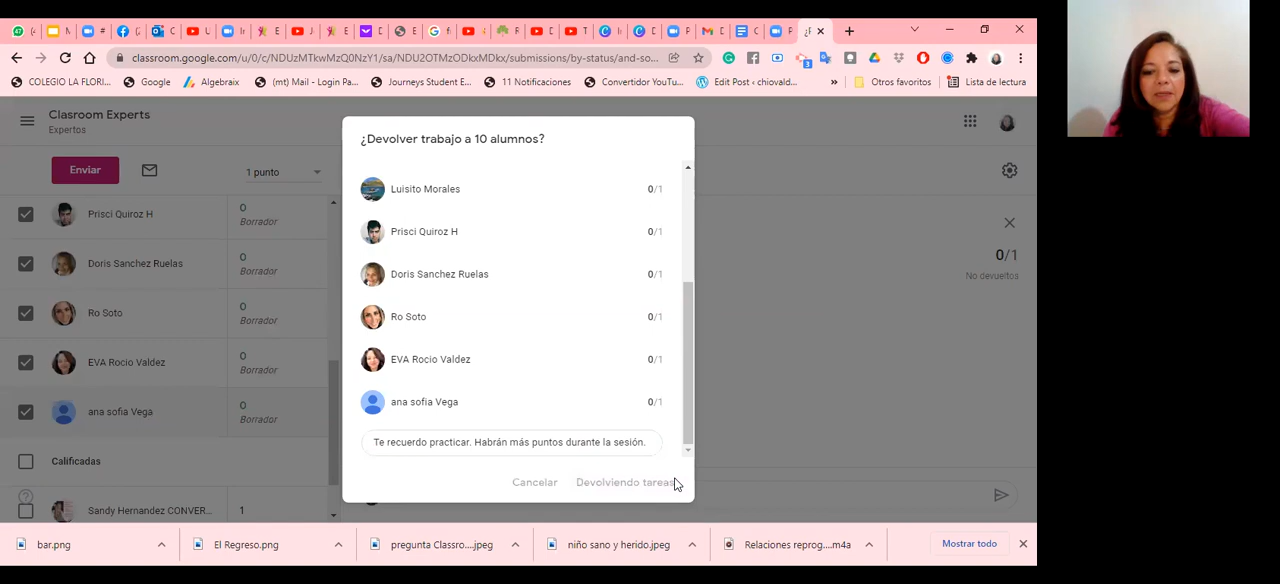 classroom.google.com/u/0/c/NDUzMTkwMzQ0NzY1/sa/NDU2OTMzODkxMDkx/submissions/by-status/and-so...
COLEGIO LA FLORI...
Google
Algebraix
(mt) Mail - Login Pa...
Journeys Student E...
11 Notificaciones
Convertidor YouTu...
Edit Post ‹ chiovald...
»
Otros favoritos
Lista de lectura
Classroom Experts
Expertos
Enviar
1 punto
Prisci Quiroz H
0
Borrador
Doris Sanchez Ruelas
0
Borrador
Ro Soto
0
Borrador
EVA Rocio Valdez
0
Borrador
ana sofia Vega
0
Borrador
Calificadas
Sandy Hernandez CONVER...
1
¿Devolver trabajo a 10 alumnos?
Luisito Morales 0/1
Prisci Quiroz H 0/1
Doris Sanchez Ruelas 0/1
Ro Soto 0/1
EVA Rocio Valdez 0/1
ana sofia Vega 0/1
Te recuerdo practicar. Habrán más puntos durante la sesión.
Cancelar
Devolviendo tareas
0/1
No devueltos
bar.png
El Regreso.png
pregunta Classro....jpeg
niño sano y herido.jpeg
Relaciones reprog....m4a
Mostrar todo